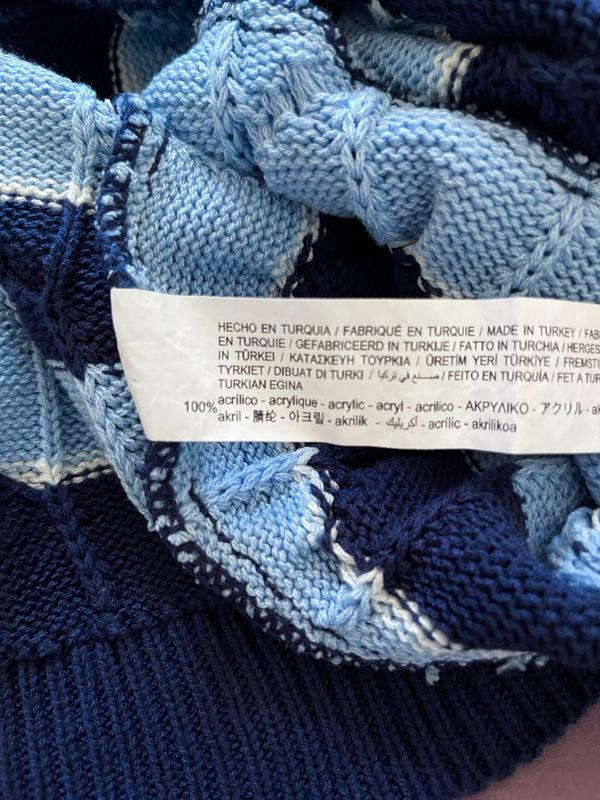 HECHO EN TURQUIA / FABRIQUÉ EN TURQUIE / MADE IN TURKEY /
EN TURQUIE / GEFABRICEERD IN TURKIJE / FATTO IN TURCHIA /
IN TÜRKEI / ΚΑΤΑΣΚΕΥΗ ΤΟΥΡΚΙΑ / ÜRETİM YERİ TÜRKİYE /
TYRKIET / DIBUAT DI TURKI / صنع في تركيا / FEITO EN TURQUÍA / FET A
TURKIAN EGINA
100% acrílico - acrylique - acrylic - acryl - acrilico - ΑΚΡΥΛΙΚΟ - アクリル -
akril - 腈纶 - 아크릴 - akrilik - أكريليك - acrílic - akrilikoa